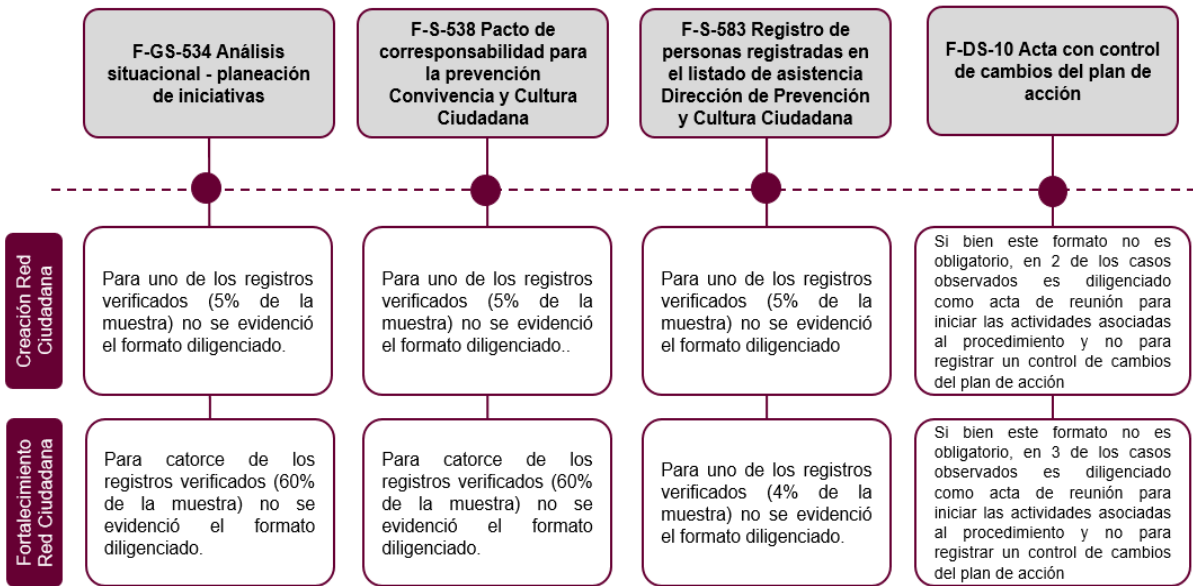 F-GS-534 Análisis
situacional - planeación
de iniciativas
F-S-538 Pacto de
corresponsabilidad para
la prevención
Convivencia y Cultura
Ciudadana
F-S-583 Registro de
personas registradas en
el listado de asistencia
Dirección de Prevención
y Cultura Ciudadana
F-DS-10 Acta con control
de cambios del plan de
acción
Creación Red
Ciudadana
Para uno de los registros
verificados (5% de la
muestra) no se evidenció
el formato diligenciado.
Para uno de los registros
verificados (5% de la
muestra) no se evidenció
el formato diligenciado..
Para uno de los registros
verificados (5% de la
muestra) no se evidenció
el formato diligenciado
Si bien este formato no es
obligatorio, en 2 de los casos
observados es diligenciado
como acta de reunión para
iniciar las actividades asociadas
al procedimiento y no para
registrar un control de cambios
del plan de acción
Fortalecimiento
Red Ciudadana
Para catorce de los
registros verificados (60%
de la muestra) no se
evidenció el formato
diligenciado.
Para catorce de los
registros verificados (60%
de la muestra) no se
evidenció el formato
diligenciado.
Para uno de los registros
verificados (4% de la
muestra) no se evidenció
el formato diligenciado.
Si bien este formato no es
obligatorio, en 3 de los casos
observados es diligenciado
como acta de reunión para
iniciar las actividades asociadas
al procedimiento y no para
registrar un control de cambios
del plan de acción